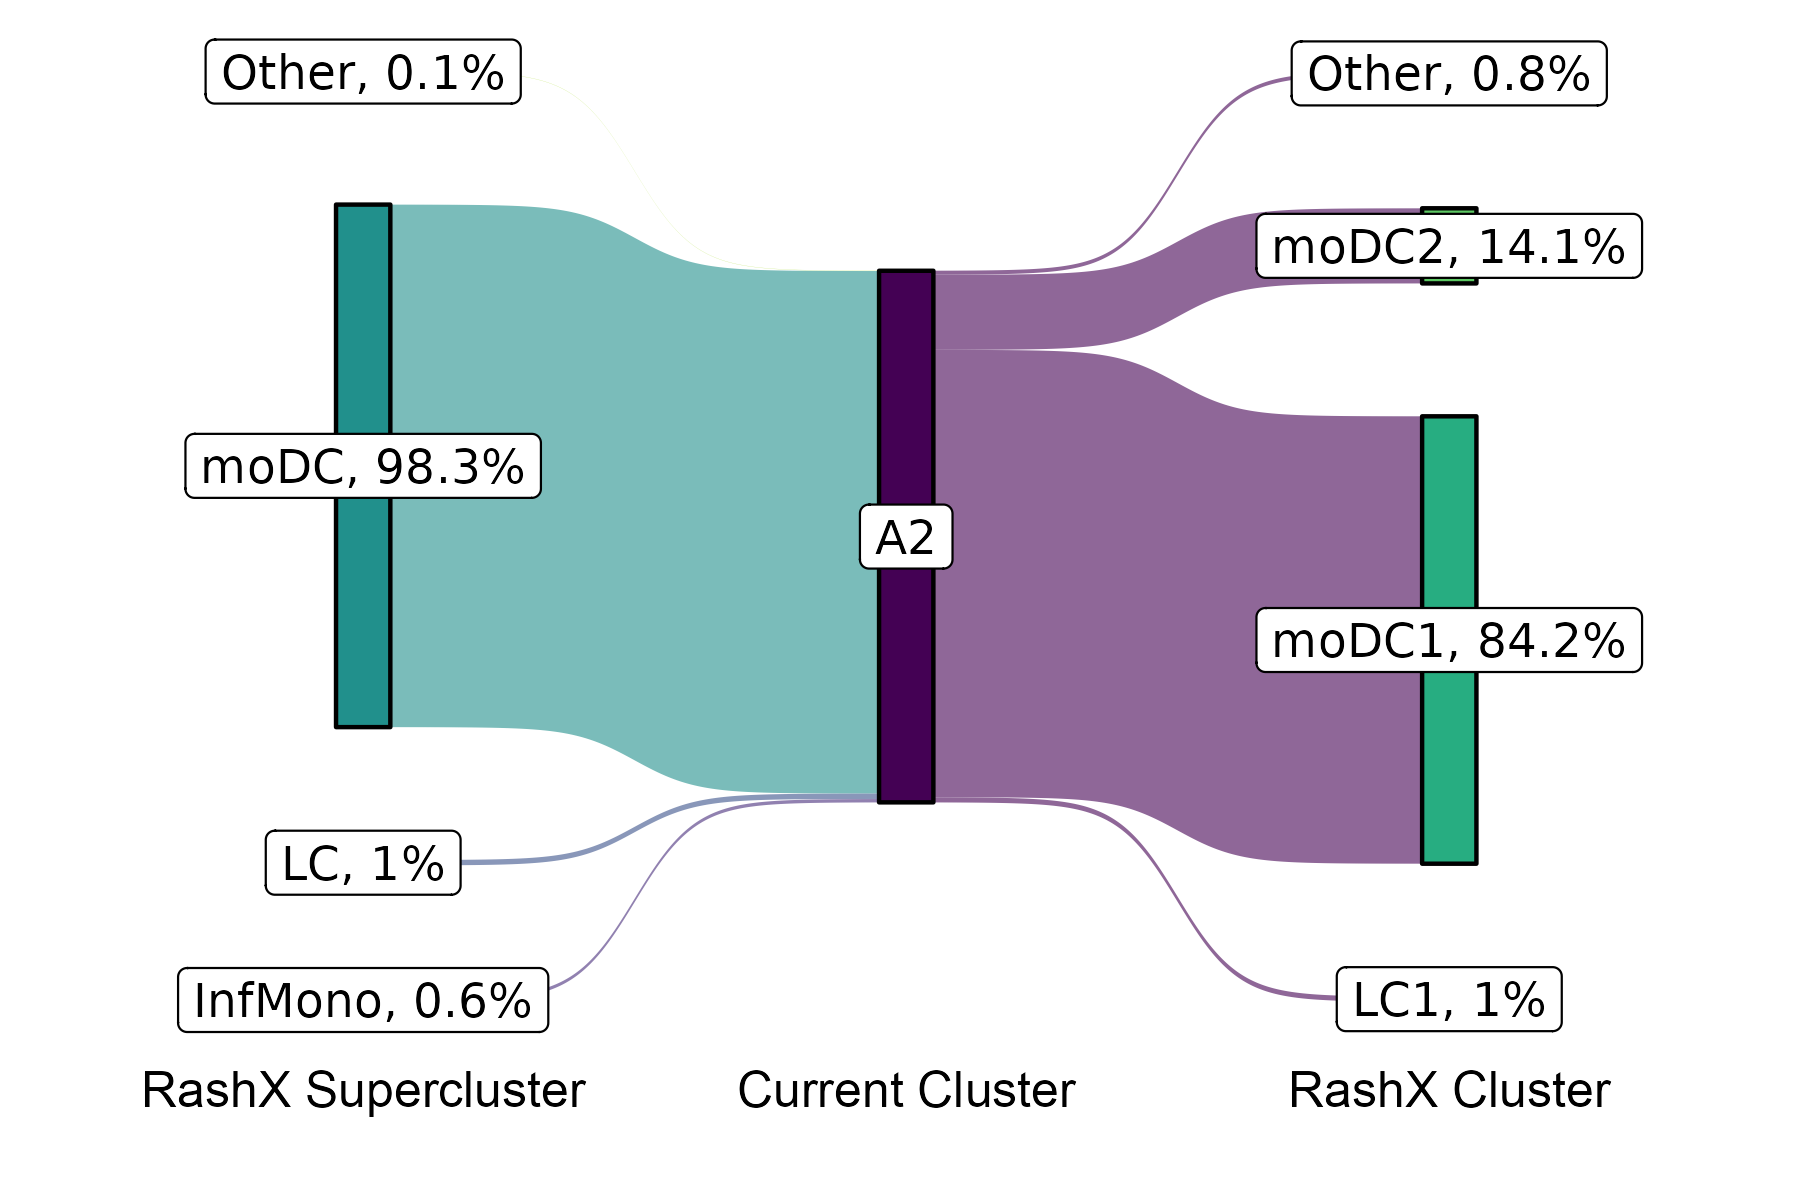 Other, 0.1%
Other, 0.8%
moDC2, 14.1%
moDC, 98.3%
A2
moDC1, 84.2%
LC, 1%
InfMono, 0.6%
LC1, 1%
RashX Supercluster
Current Cluster
RashX Cluster